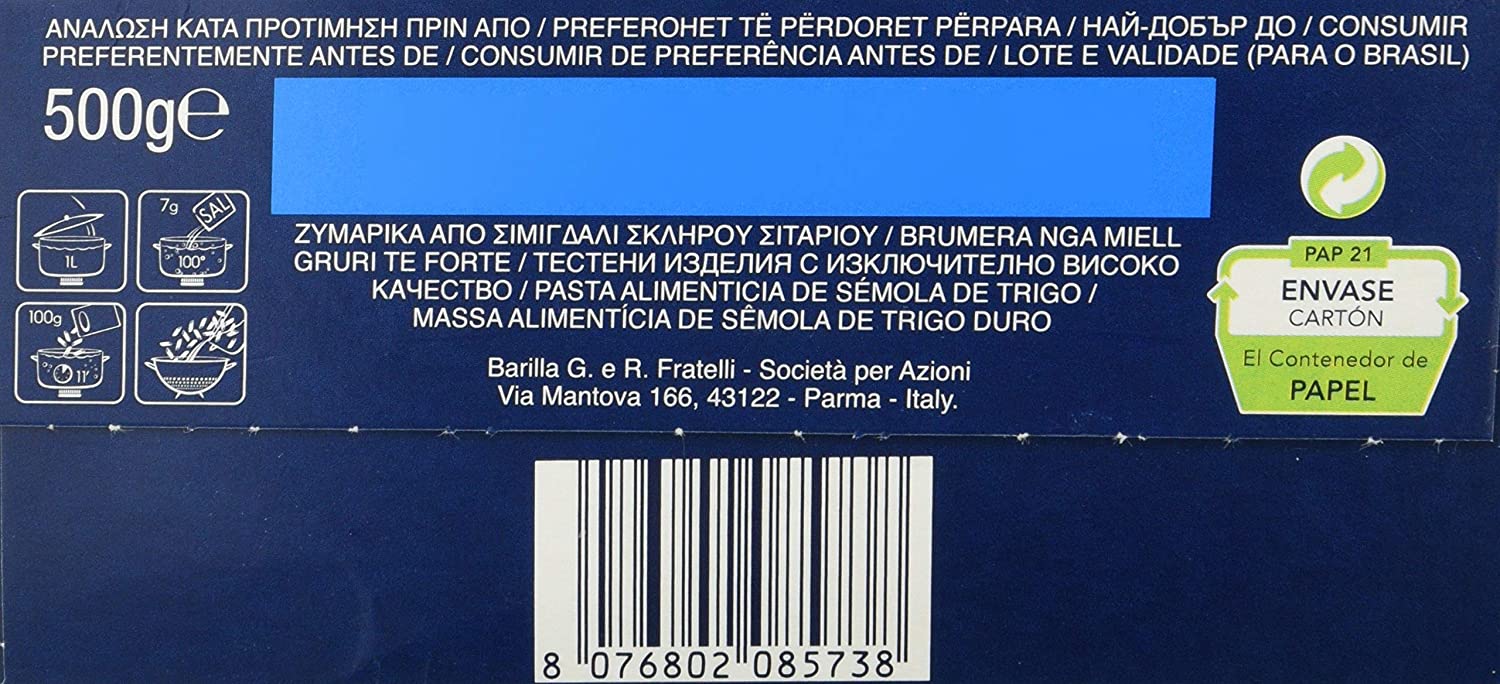 ΑΝΑΛΩΣΗ ΚΑΤΑ ΠΡΟΤΙΜΗΣΗ ΠΡΙΝ ΑΠΟ / PREFEROHET TË PËRDORET PËRPARA / НАЙ-ДОБЪР ДО / CONSUMIR
PREFERENTEMENTE ANTES DE / CONSUMIR DE PREFERÊNCIA ANTES DE / LOTE E VALIDADE (PARA O BRASIL)
500g℮
1L
7g
SAL
100°
100g
11'
ΖΥΜΑΡΙΚΑ ΑΠΟ ΣΙΜΙΓΔΑΛΙ ΣΚΛΗΡΟΥ ΣΙΤΑΡΙΟΥ / BRUMERA NGA MIELL
GRURI TE FORTE / ТЕСТЕНИ ИЗДЕЛИЯ С ИЗКЛЮЧИТЕЛНО ВИСОКО
КАЧЕСТВО / PASTA ALIMENTICIA DE SÉMOLA DE TRIGO /
MASSA ALIMENTÍCIA DE SÊMOLA DE TRIGO DURO
Barilla G. e R. Fratelli - Società per Azioni
Via Mantova 166, 43122 - Parma - Italy.
PAP 21
ENVASE
CARTÓN
El Contenedor de
PAPEL
8 076802 085738